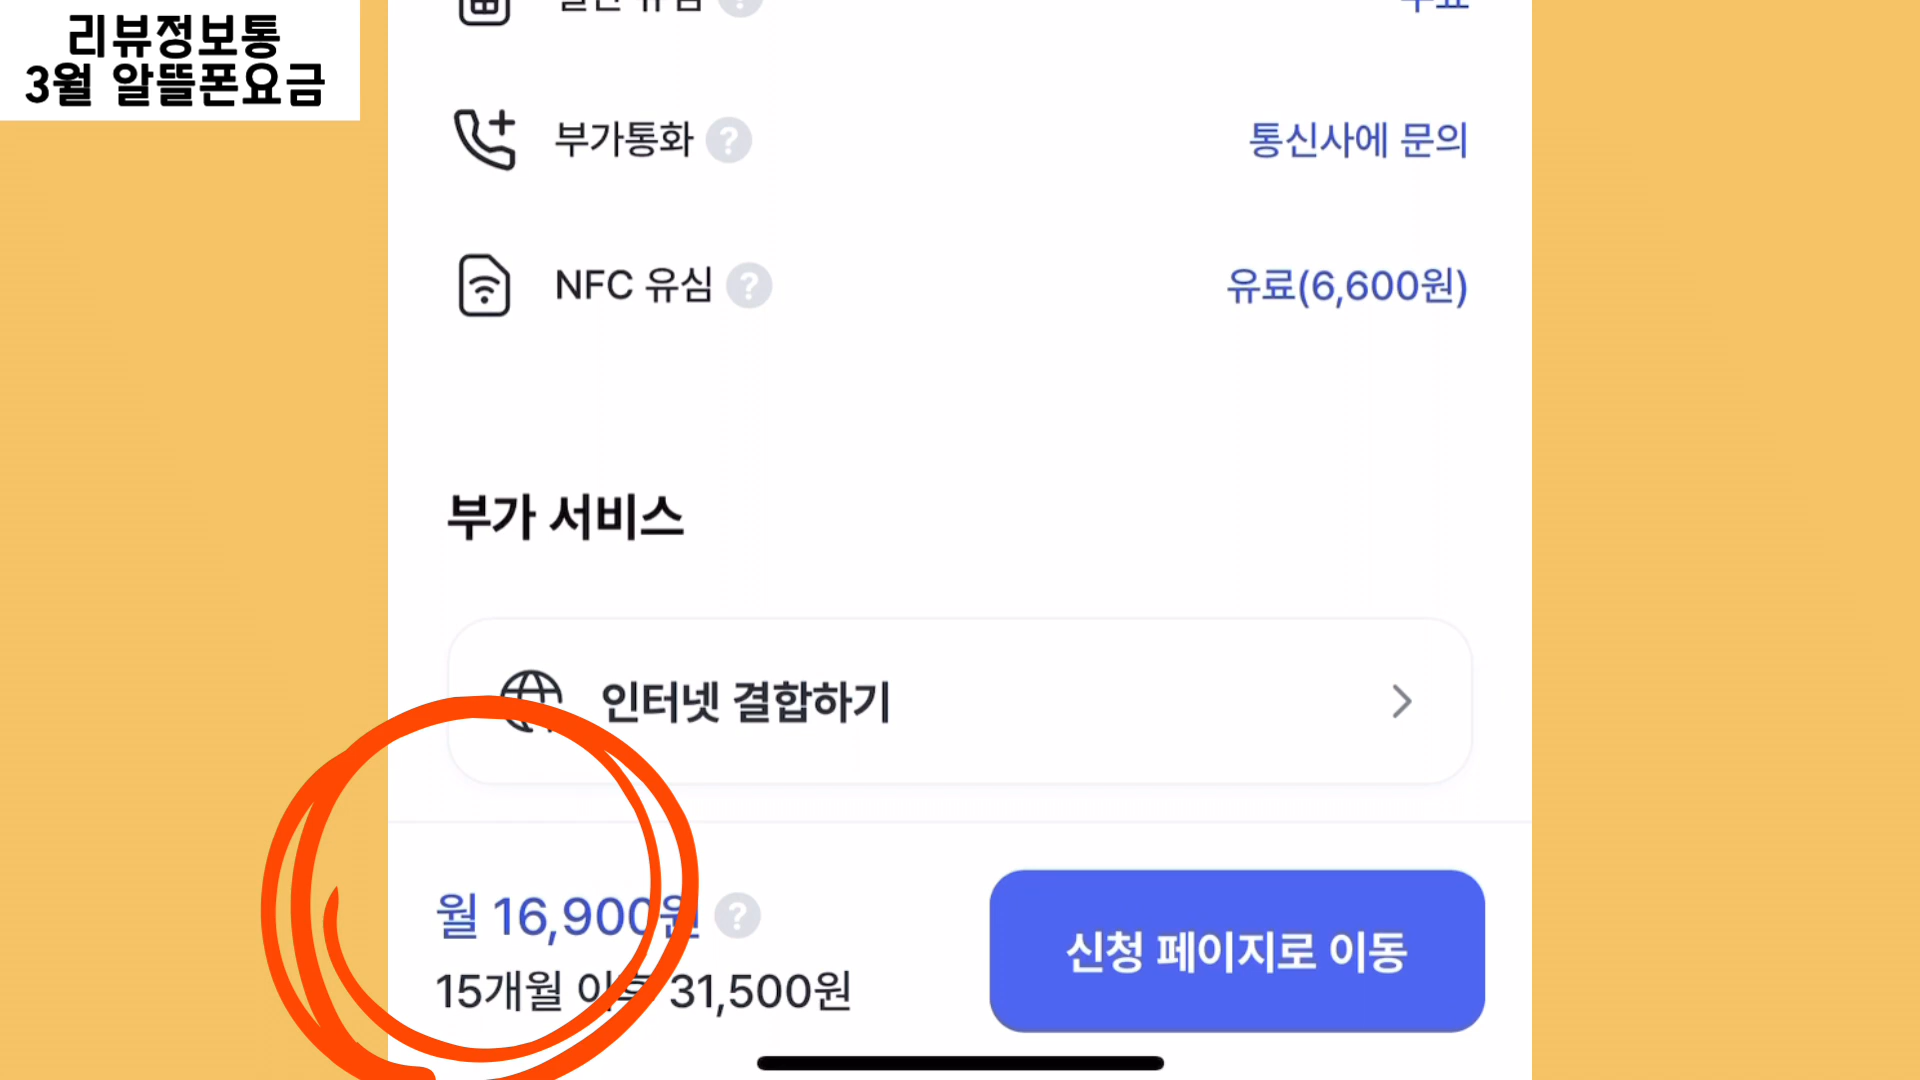 리뷰정보통
3월 알뜰폰요금
부가통화 ?
통신사에 문의
NFC 유심 ?
유료(6,600원)
부가 서비스
인터넷 결합하기
월 16,900원 ?
15개월 이후 31,500원
신청 페이지로 이동